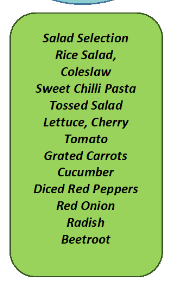 Salad Selection
Rice Salad,
Coleslaw
Sweet Chilli Pasta
Tossed Salad
Lettuce, Cherry
Tomato
Grated Carrots
Cucumber
Diced Red Peppers
Red Onion
Radish
Beetroot